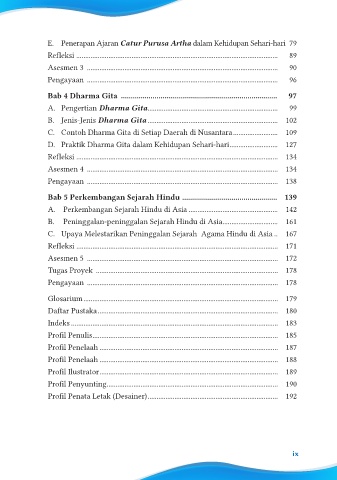 E. Penerapan Ajaran Catur Purusa Artha dalam Kehidupan Sehari-hari 79
Refleksi 89
Asesmen 3 90
Pengayaan 96
Bab 4 Dharma Gita 97
A. Pengertian Dharma Gita 99
B. Jenis-Jenis Dharma Gita 102
C. Contoh Dharma Gita di Setiap Daerah di Nusantara 109
D. Praktik Dharma Gita dalam Kehidupan Sehari-hari 127
Refleksi 134
Asesmen 4 134
Pengayaan 138
Bab 5 Perkembangan Sejarah Hindu 139
A. Perkembangan Sejarah Hindu di Asia 142
B. Peninggalan-peninggalan Sejarah Hindu di Asia 161
C. Upaya Melestarikan Peninggalan Sejarah Agama Hindu di Asia 167
Refleksi 171
Asesmen 5 172
Tugas Proyek 178
Pengayaan 178
Glosarium 179
Daftar Pustaka 180
Indeks 183
Profil Penulis 185
Profil Penelaah 187
Profil Penelaah 188
Profil Ilustrator 189
Profil Penyunting 190
Profil Penata Letak (Desainer) 192
ix